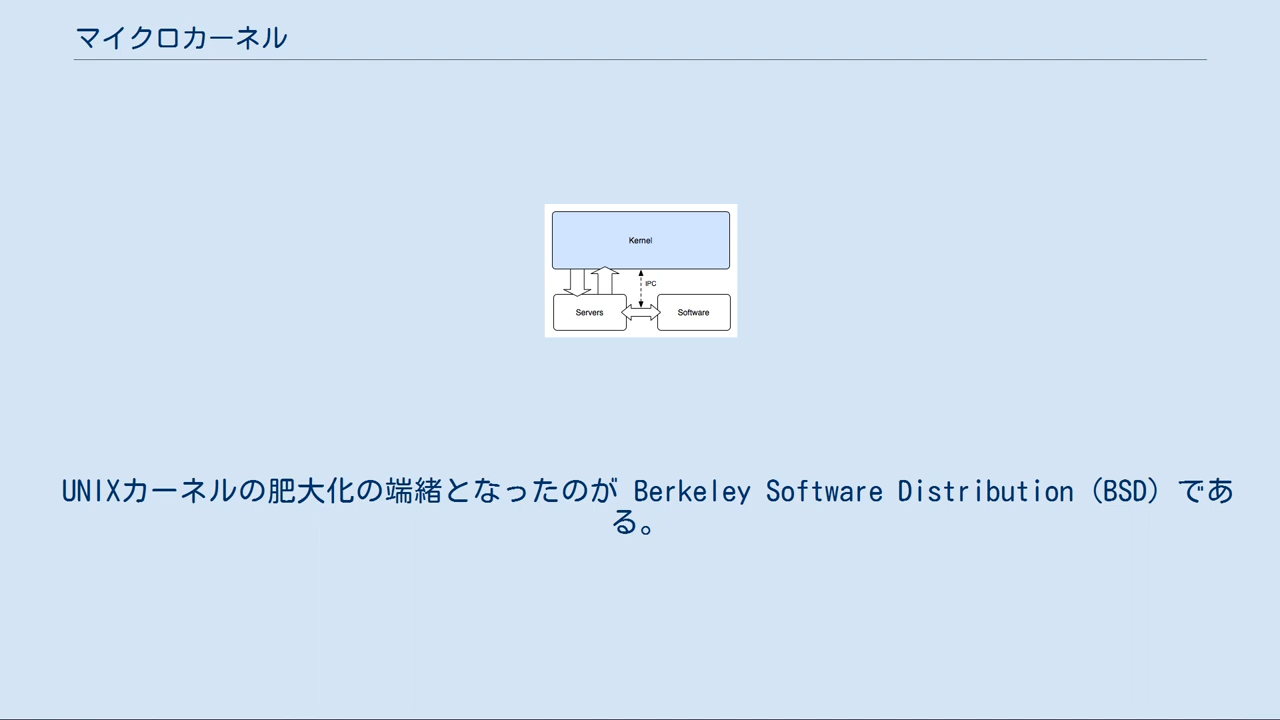 マイクロカーネル
Kernel
IPC
Servers
Software
UNIXカーネルの肥大化の端緒となったのが Berkeley Software Distribution（BSD）であ
る。